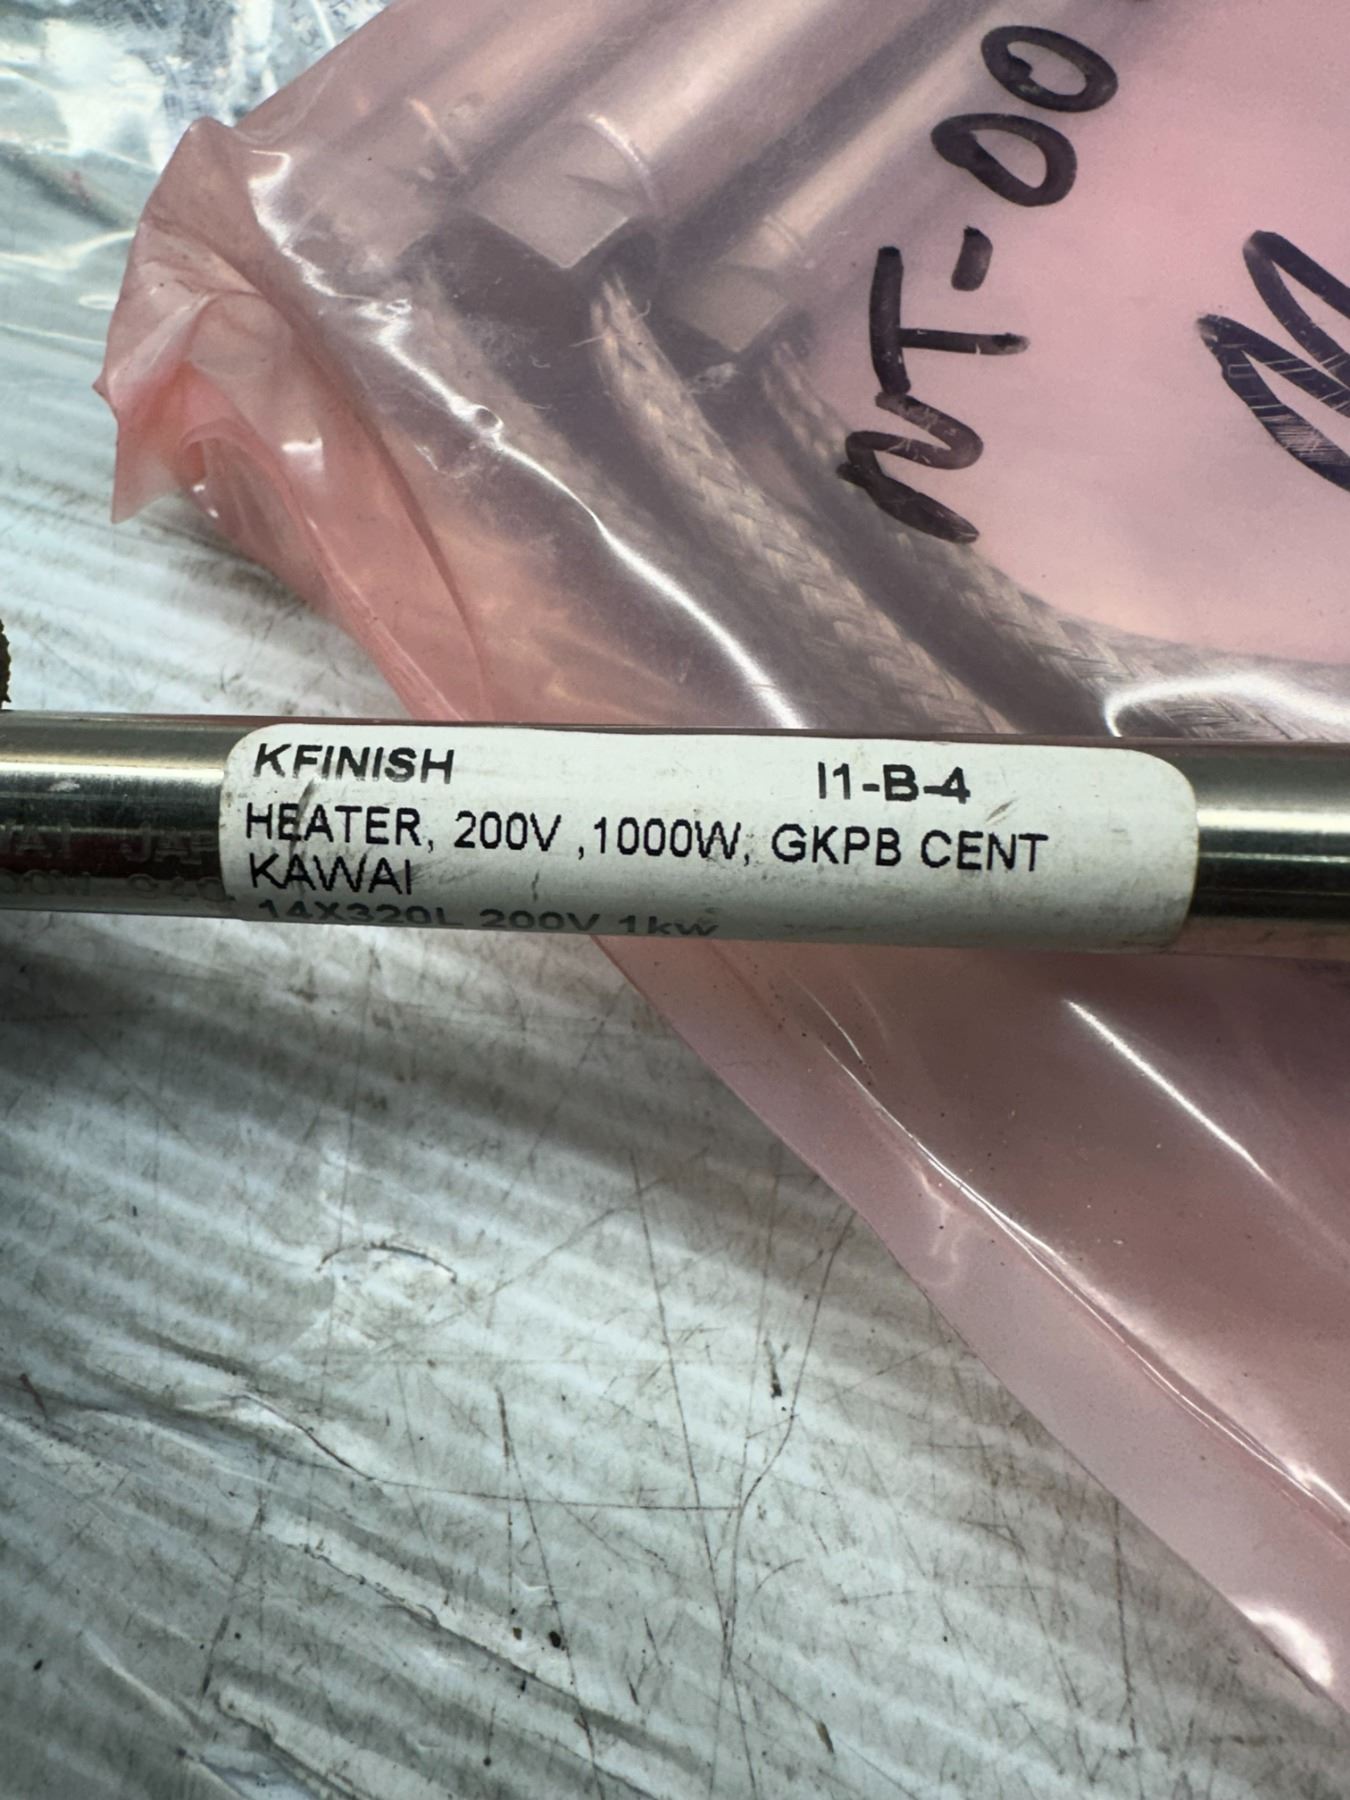 NT-00
KFINISH I1-B-4
HEATER, 200V ,1000W, GKPB CENT
KAWAI
14X320L 200V 1kw